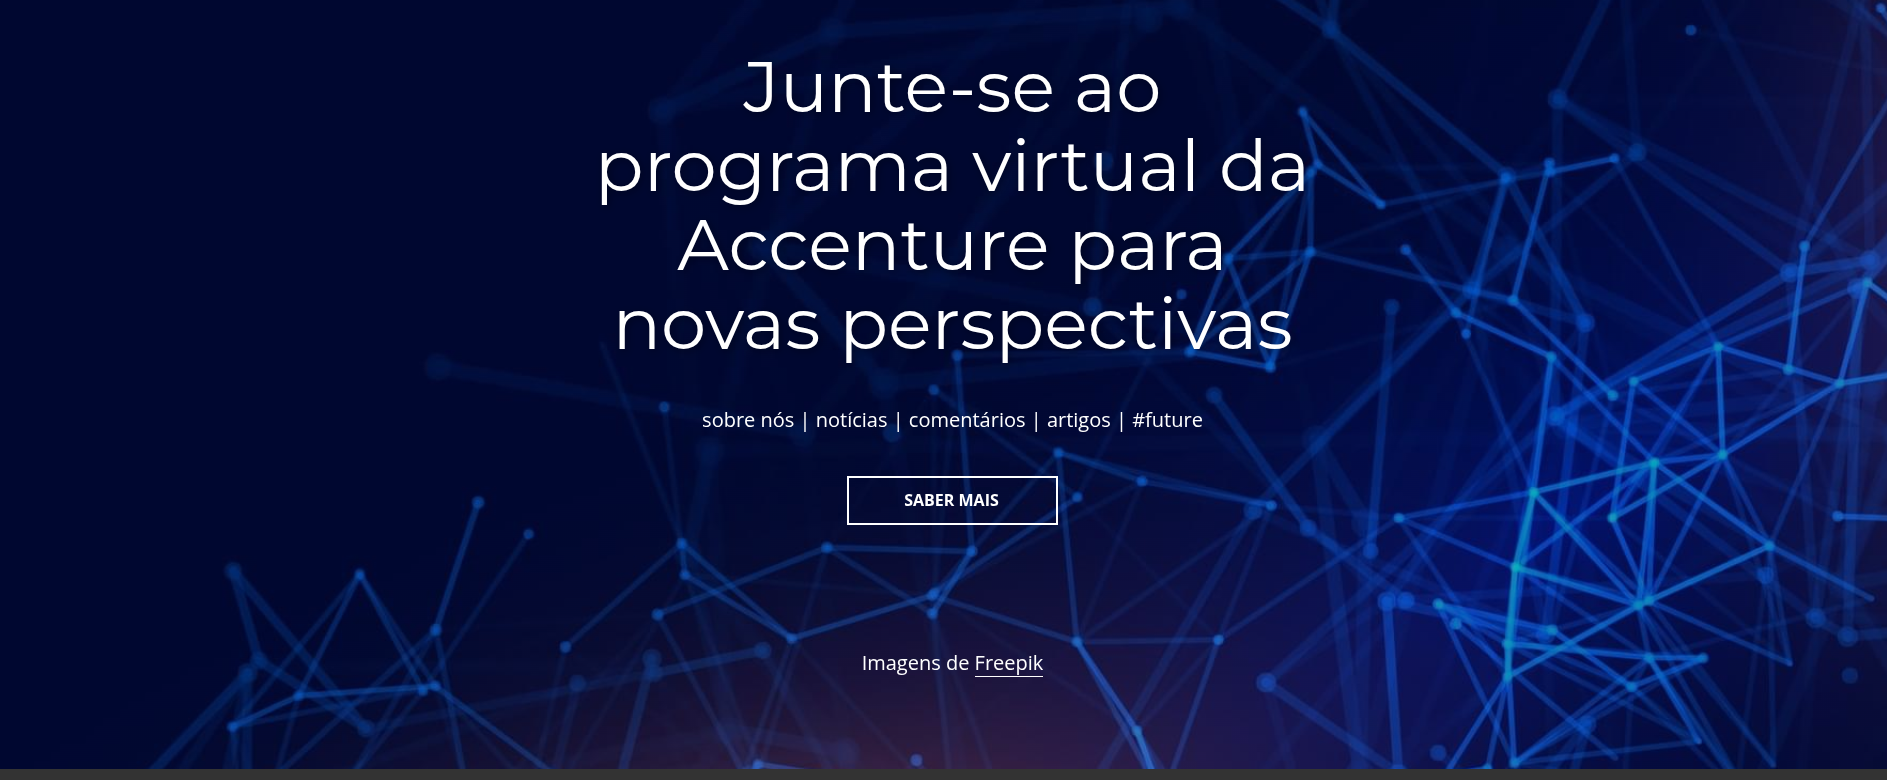 Junte-se ao
programa virtual da
Accenture para
novas perspectivas
sobre nós | notícias | comentários | artigos | #future
SABER MAIS
Imagens de Freepik